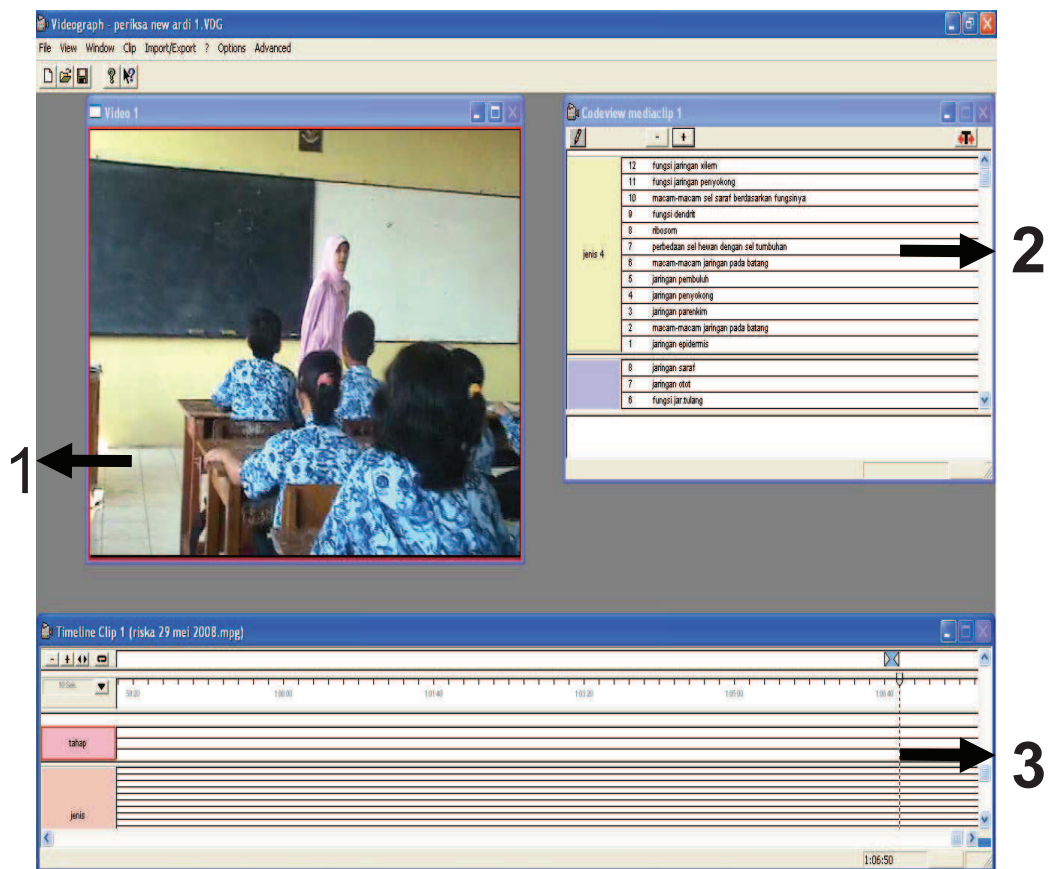 Videograph - periksa new ardi 1.VDG
File View Window Clip Import/Export ? Options Advanced
Video 1
Codeview mediaclip 1
- +
T
jenis 4
12 fungsi jaringan xilem
11 fungsi jaringan penyokong
10 macam-macam sel saraf berdasarkan fungsinya
9 fungsi dendrit
8 ribosom
7 perbedaan sel hewan dengan sel tumbuhan
6 macam-macam jaringan pada batang
5 jaringan pembuluh
4 jaringan penyokong
3 jaringan parenkim
2 macam-macam jaringan pada batang
1 jaringan epidermis
8 jaringan saraf
7 jaringan otot
6 fungsi jar.tulang
1
2
Timeline Clip 1 (riska 29 mei 2008.mpg)
- +
10 Sek.
58:20 1:00:00 1:01:40 1:03:20 1:05:00 1:06:40
tahap
jenis
3
1:06:50